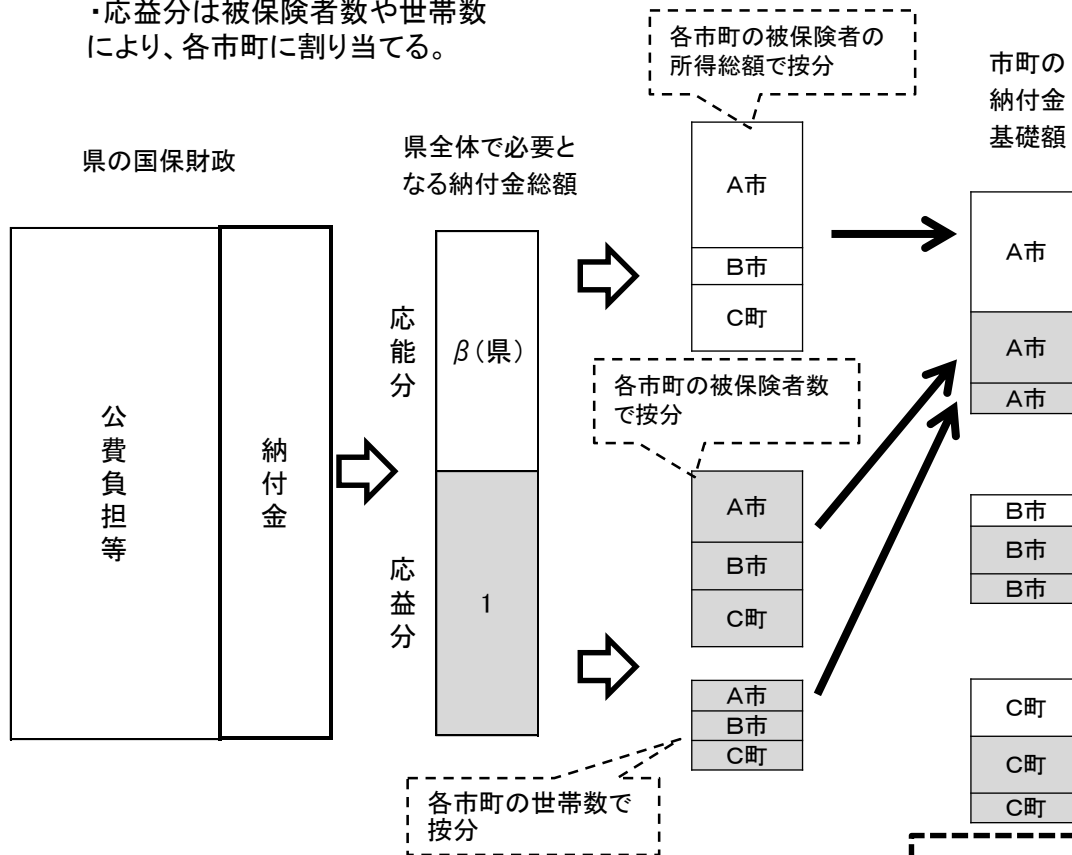 ・応益分は被保険者数や世帯数
により、各市町に割り当てる。
各市町の被保険者の
所得総額で按分
市町の
納付金
基礎額
県の国保財政
県全体で必要と
なる納付金総額
公費負担等
納付金
応能分
β(県)
応益分
1
A市
B市
C町
各市町の被保険者数
で按分
A市
B市
C町
A市
B市
C町
各市町の世帯数で
按分
A市
A市
A市
B市
B市
B市
C町
C町
C町